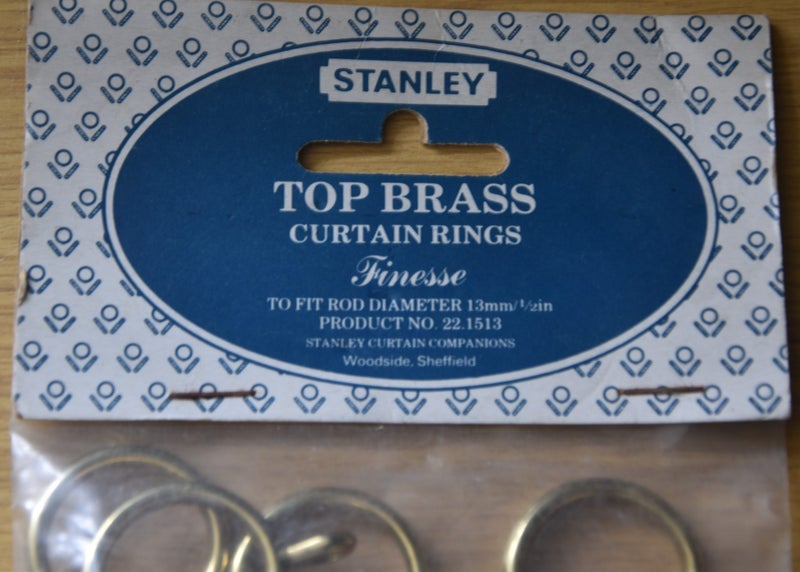 STANLEY
TOP BRASS
CURTAIN RINGS
Finesse
TO FIT ROD DIAMETER 13mm/½in
PRODUCT NO. 22.1513
STANLEY CURTAIN COMPANIONS
Woodside, Sheffield